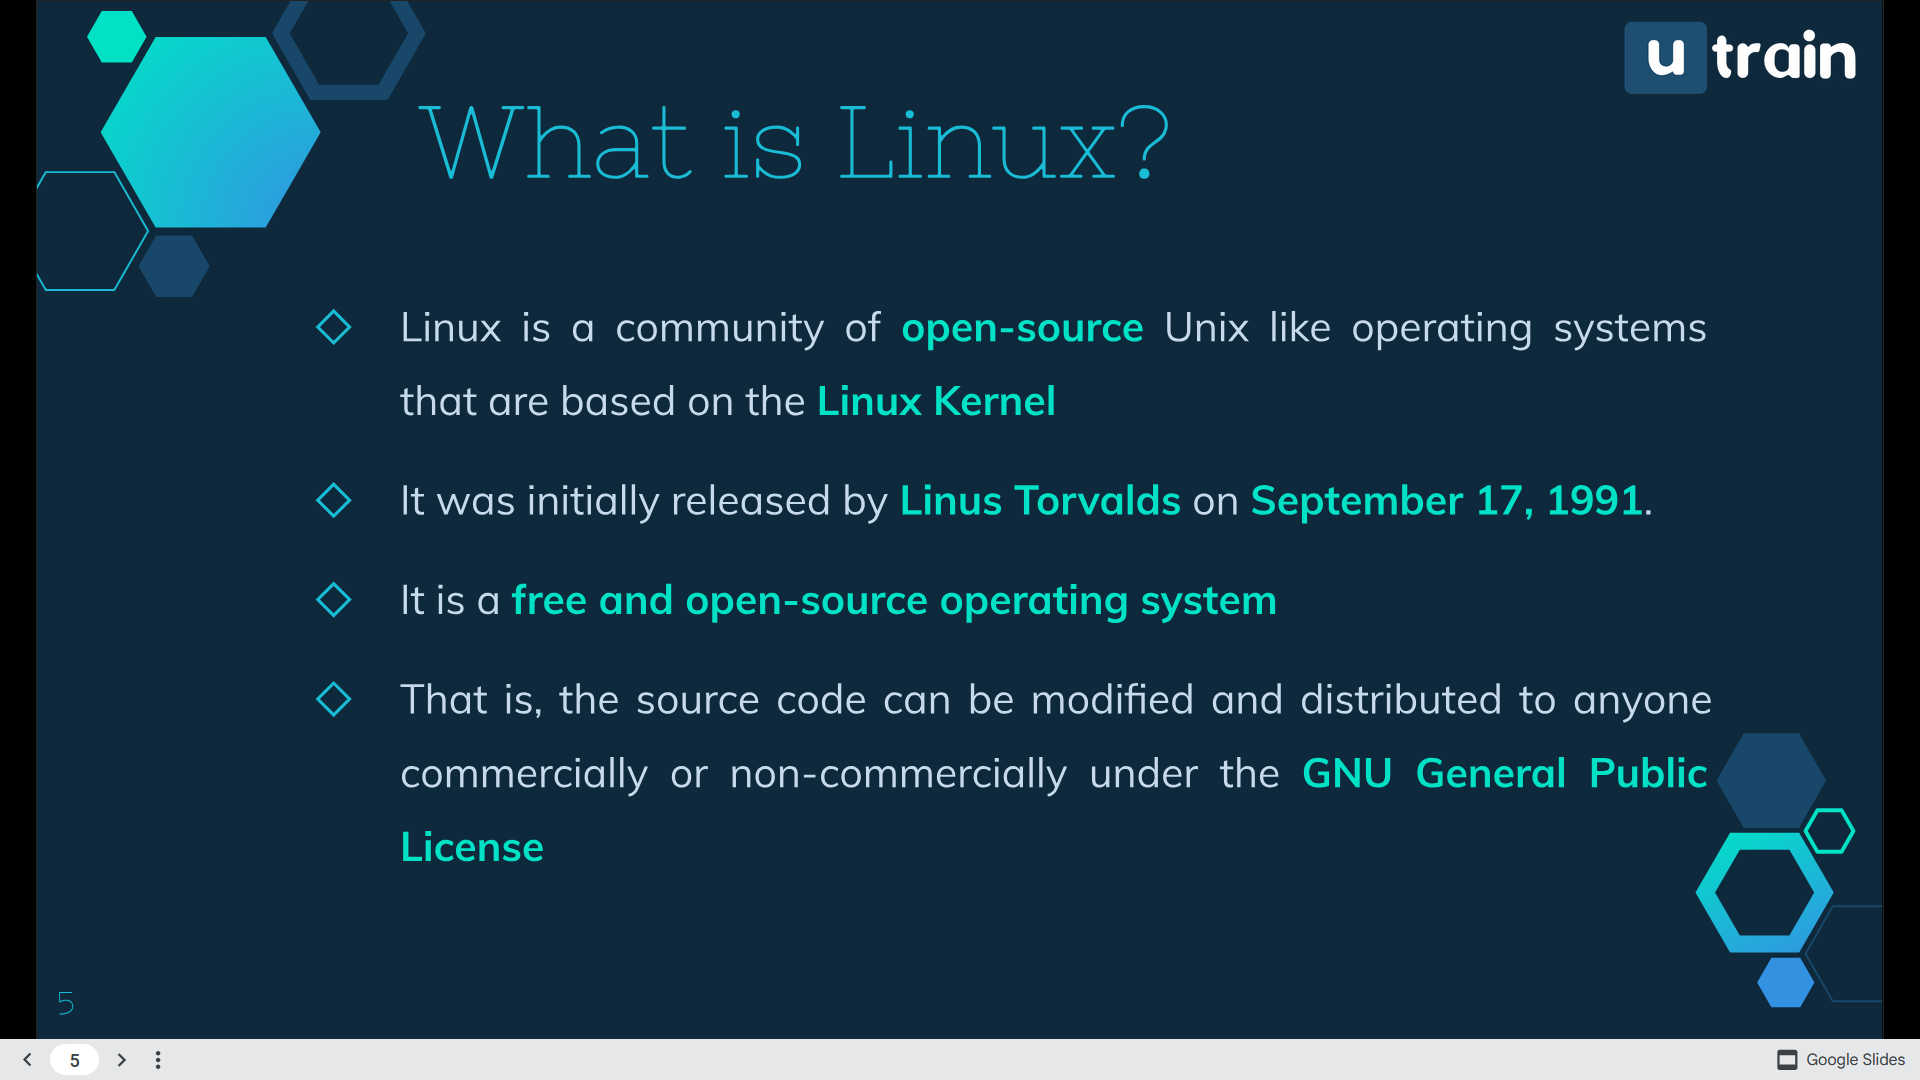 u train
What is Linux?
Linux is a community of open-source Unix like operating systems
that are based on the Linux Kernel
It was initially released by Linus Torvalds on September 17, 1991.
It is a free and open-source operating system
That is, the source code can be modified and distributed to anyone
commercially or non-commercially under the GNU General Public
License
5
5
Google Slides